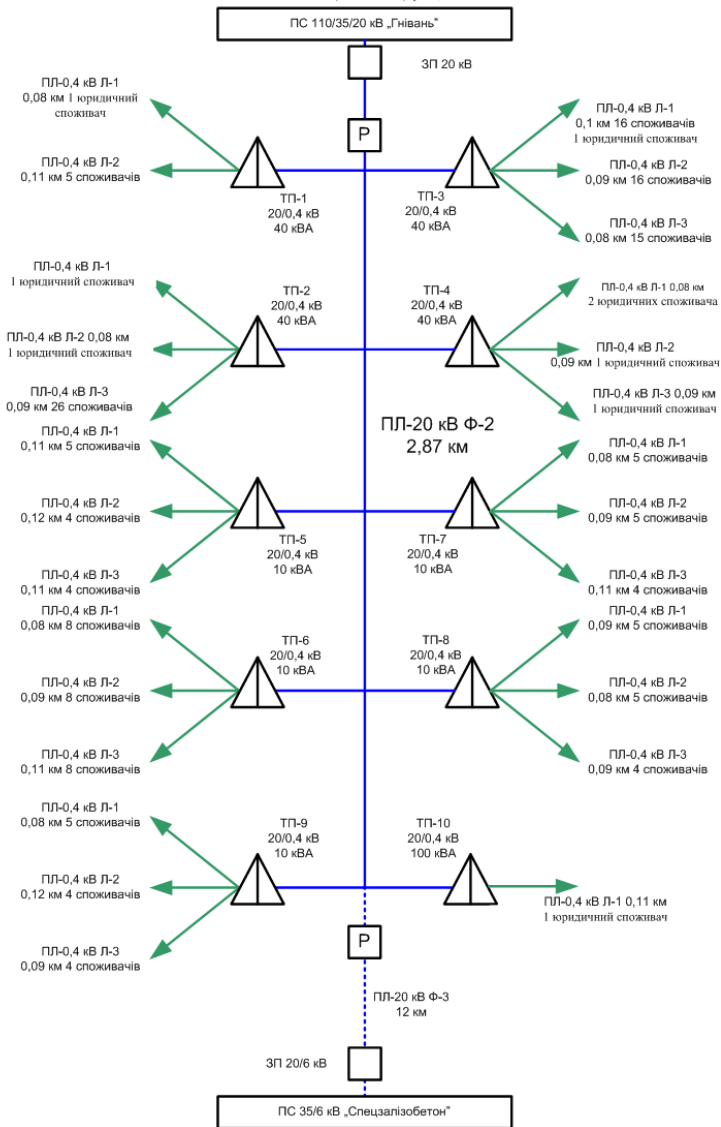 ПС 110/35/20 кВ „Гнівань"
ЗП 20 кВ
Р
ПЛ-0,4 кВ Л-1
0,08 км 1 юридичний
споживач
ПЛ-0,4 кВ Л-2
0,11 км 5 споживачів
ТП-1
20/0,4 кВ
40 кВА
ТП-3
20/0,4 кВ
40 кВА
ПЛ-0,4 кВ Л-1
0,1 км 16 споживачів
1 юридичний споживач
ПЛ-0,4 кВ Л-2
0,09 км 16 споживачів
ПЛ-0,4 кВ Л-3
0,08 км 15 споживачів
ПЛ-0,4 кВ Л-1
1 юридичний споживач
ПЛ-0,4 кВ Л-2 0,08 км
1 юридичний споживач
ПЛ-0,4 кВ Л-3
0,09 км 26 споживачів
ТП-2
20/0,4 кВ
40 кВА
ТП-4
20/0,4 кВ
40 кВА
ПЛ-0,4 кВ Л-1 0,08 км
2 юридичних споживача
ПЛ-0,4 кВ Л-2
0,09 км 1 юридичний споживач
ПЛ-0,4 кВ Л-3 0,09 км
1 юридичний споживач
ПЛ-20 кВ Ф-2
2,87 км
ПЛ-0,4 кВ Л-1
0,11 км 5 споживачів
ПЛ-0,4 кВ Л-2
0,12 км 4 споживачів
ПЛ-0,4 кВ Л-3
0,11 км 4 споживачів
ТП-5
20/0,4 кВ
10 кВА
ТП-7
20/0,4 кВ
10 кВА
ПЛ-0,4 кВ Л-1
0,08 км 5 споживачів
ПЛ-0,4 кВ Л-2
0,09 км 5 споживачів
ПЛ-0,4 кВ Л-3
0,11 км 4 споживачів
ПЛ-0,4 кВ Л-1
0,08 км 8 споживачів
ПЛ-0,4 кВ Л-2
0,09 км 8 споживачів
ПЛ-0,4 кВ Л-3
0,11 км 8 споживачів
ТП-6
20/0,4 кВ
10 кВА
ТП-8
20/0,4 кВ
10 кВА
ПЛ-0,4 кВ Л-1
0,09 км 5 споживачів
ПЛ-0,4 кВ Л-2
0,08 км 5 споживачів
ПЛ-0,4 кВ Л-3
0,09 км 4 споживачів
ПЛ-0,4 кВ Л-1
0,08 км 5 споживачів
ПЛ-0,4 кВ Л-2
0,12 км 4 споживачів
ПЛ-0,4 кВ Л-3
0,09 км 4 споживачів
ТП-9
20/0,4 кВ
10 кВА
ТП-10
20/0,4 кВ
100 кВА
ПЛ-0,4 кВ Л-1 0,11 км
1 юридичний споживач
Р
ПЛ-20 кВ Ф-3
12 км
ЗП 20/6 кВ
ПС 35/6 кВ „Спецзалізобетон"